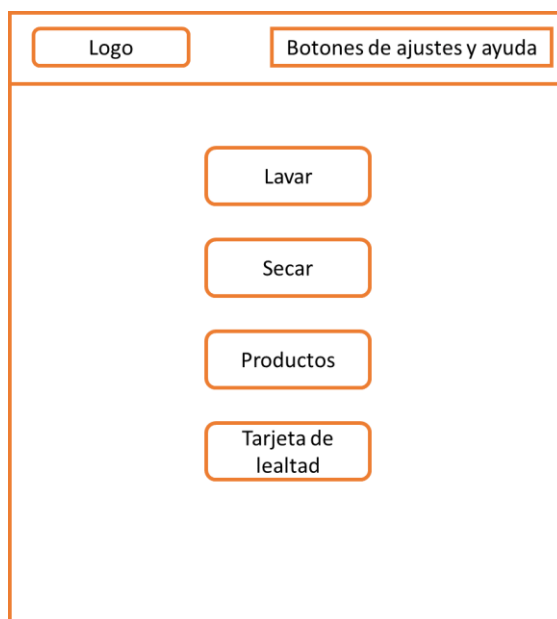 Logo
Botones de ajustes y ayuda
Lavar
Secar
Productos
Tarjeta de
lealtad